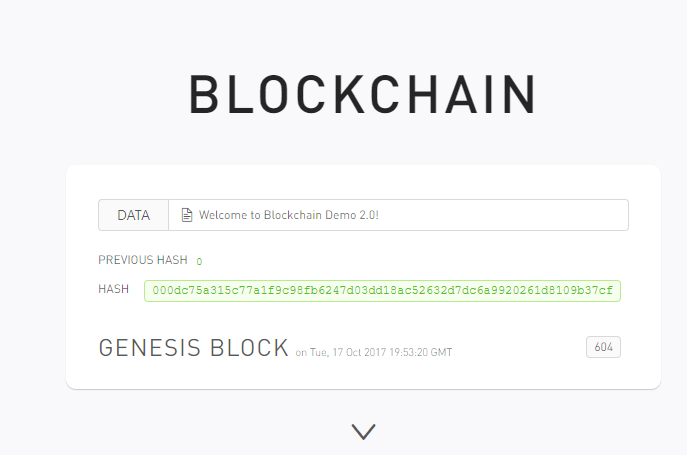 BLOCKCHAIN
DATA Welcome to Blockchain Demo 2.0!
PREVIOUS HASH 0
HASH 000dc75a315c77a1f9c98fb6247d03dd18ac52632d7dc6a9920261d8109b37cf
GENESIS BLOCK on Tue, 17 Oct 2017 19:53:20 GMT 604